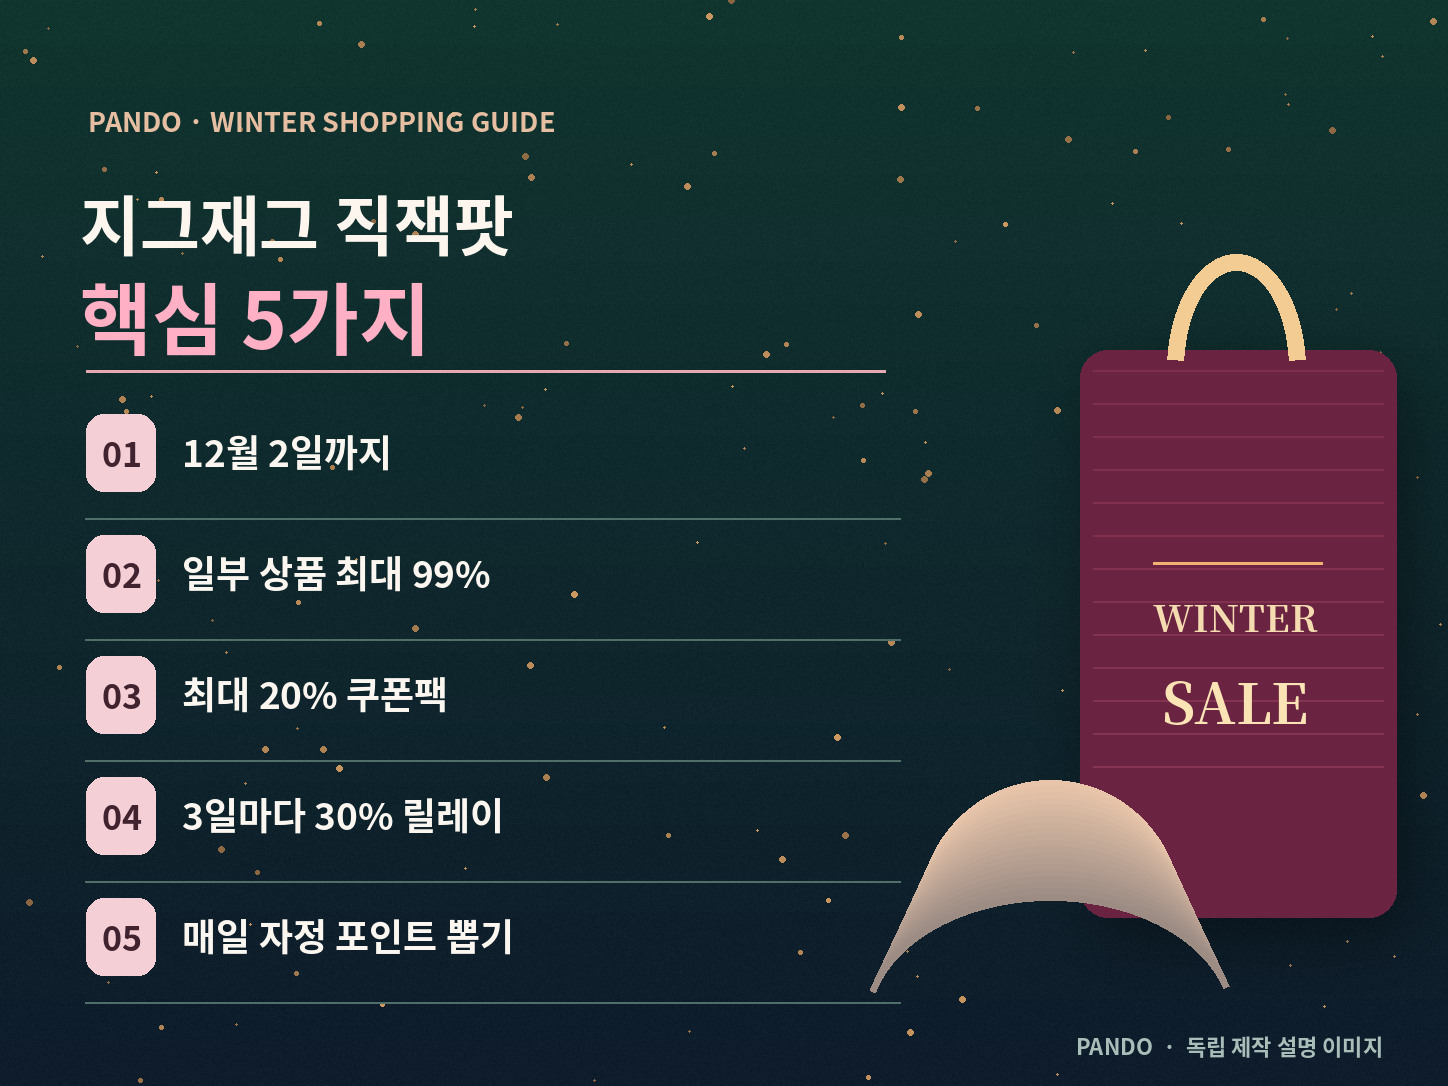 PANDO · WINTER SHOPPING GUIDE
지그재그 직잭팟
핵심 5가지
01 12월 2일까지
02 일부 상품 최대 99%
03 최대 20% 쿠폰팩
04 3일마다 30% 릴레이
05 매일 자정 포인트 뽑기
WINTER
SALE
PANDO · 독립 제작 설명 이미지